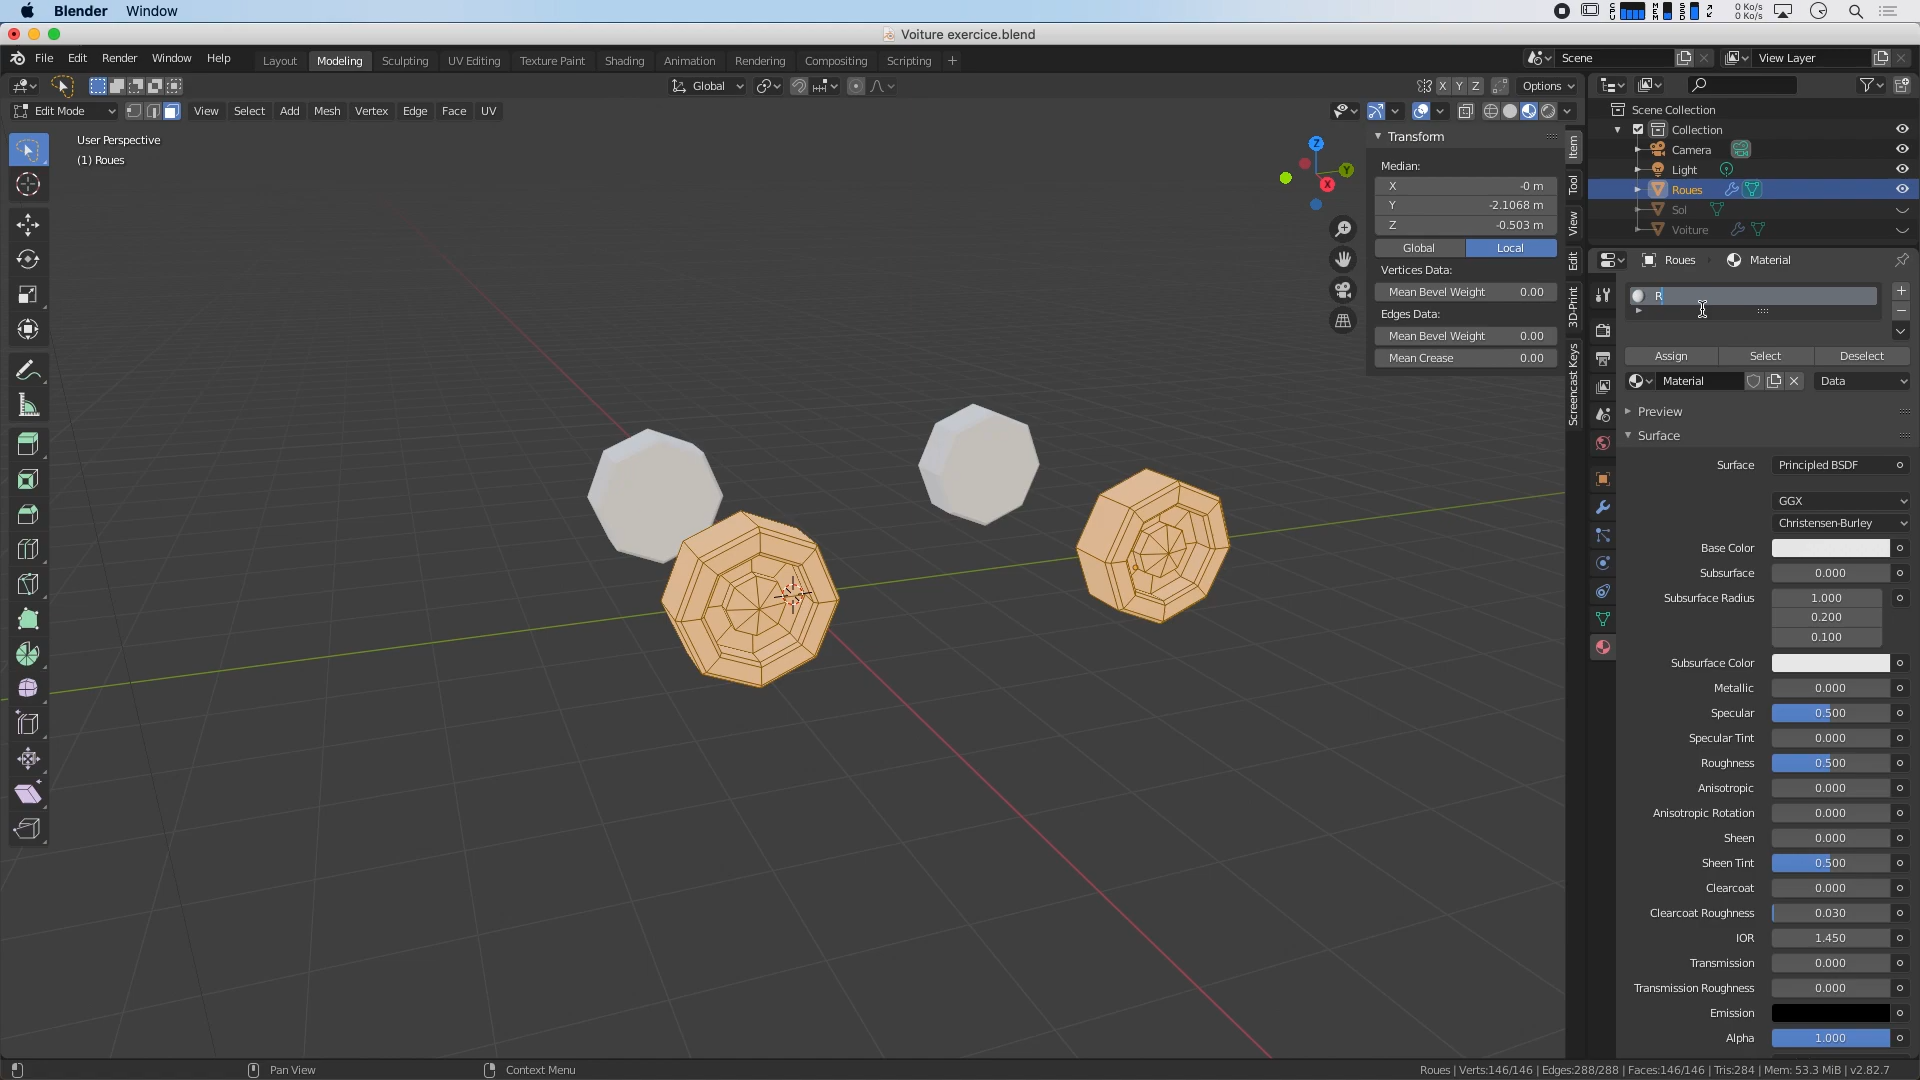 Blender Window
0 Ko/s
0 Ko/s
Voiture exercice.blend
File Edit Render Window Help Layout Modeling Sculpting UV Editing Texture Paint Shading Animation Rendering Compositing Scripting + Scene View Layer
Global X Y Z Options
Edit Mode View Select Add Mesh Vertex Edge Face UV
User Perspective
(1) Roues
Z
Y
X
Transform
Median:
X -0 m
Y -2.1068 m
Z -0.503 m
Global Local
Vertices Data:
Mean Bevel Weight 0.00
Edges Data:
Mean Bevel Weight 0.00
Mean Crease 0.00
Item
Tool
View
Edit
3D-Print
Screencast Keys
Scene Collection
Collection
Camera
Light
Roues
Sol
Voiture
Roues Material
R
Assign Select Deselect
Material Data
Preview
Surface
Surface Principled BSDF
GGX
Christensen-Burley
Base Color
Subsurface 0.000
Subsurface Radius 1.000
0.200
0.100
Subsurface Color
Metallic 0.000
Specular 0.500
Specular Tint 0.000
Roughness 0.500
Anisotropic 0.000
Anisotropic Rotation 0.000
Sheen 0.000
Sheen Tint 0.500
Clearcoat 0.000
Clearcoat Roughness 0.030
IOR 1.450
Transmission 0.000
Transmission Roughness 0.000
Emission
Alpha 1.000
Pan View Context Menu Roues | Verts:146/146 | Edges:288/288 | Faces:146/146 | Tris:284 | Mem: 53.3 MiB | v2.82.7